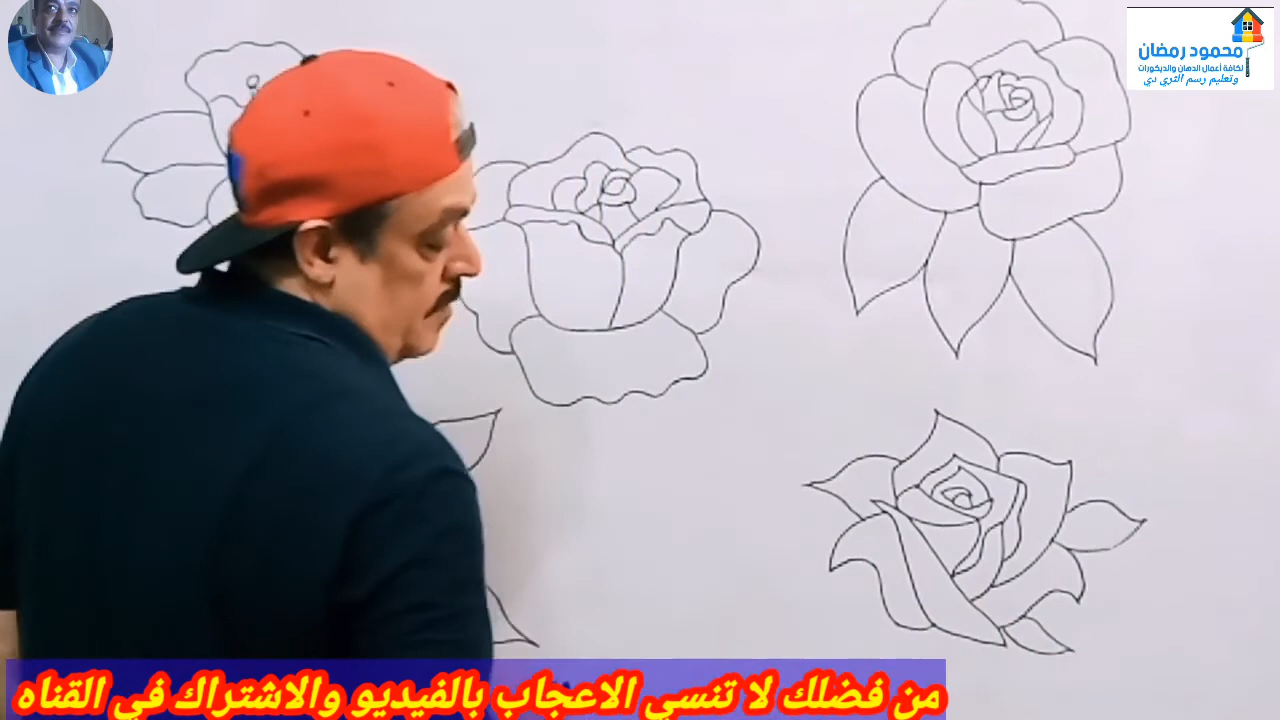 محمود رمضان
لكافة أعمال الدهان والديكورات
وتعليم رسم الثري دي
من فضلك لا تنسي الاعجاب بالفيديو والاشتراك في القناه